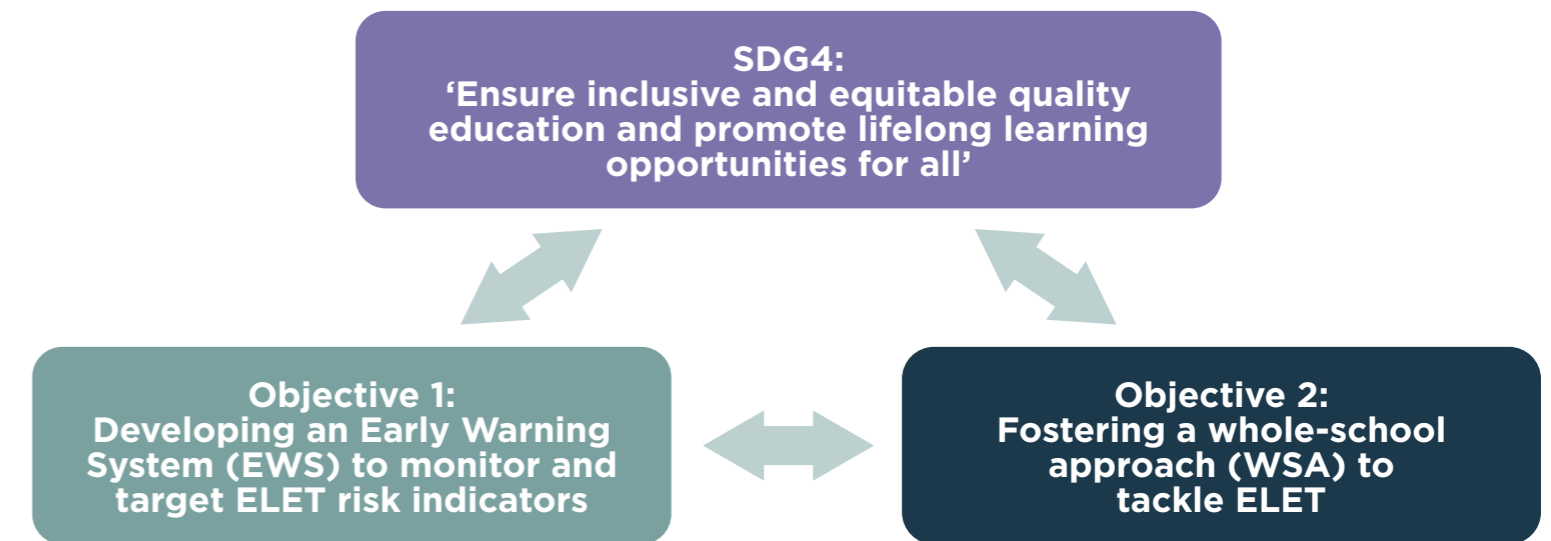 SDG4:
‘Ensure inclusive and equitable quality
education and promote lifelong learning
opportunities for all’
Objective 1:
Developing an Early Warning
System (EWS) to monitor and
target ELET risk indicators
Objective 2:
Fostering a whole-school
approach (WSA) to
tackle ELET